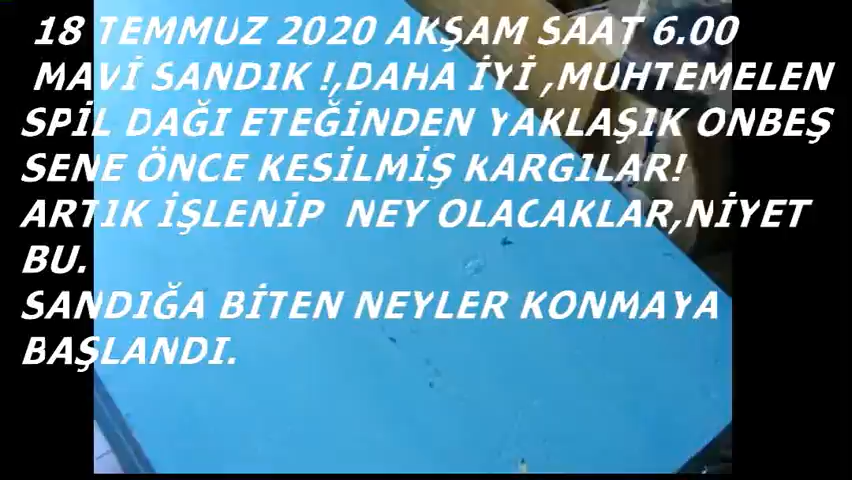 18 TEMMUZ 2020 AKŞAM SAAT 6.00
MAVİ SANDIK !,DAHA İYİ ,MUHTEMELEN
SPİL DAĞI ETEĞİNDEN YAKLAŞIK ONBEŞ
SENE ÖNCE KESİLMİŞ KARGILAR!
ARTIK İŞLENİP NEY OLACAKLAR,NİYET
BU.
SANDIĞA BİTEN NEYLER KONMAYA
BAŞLANDI.